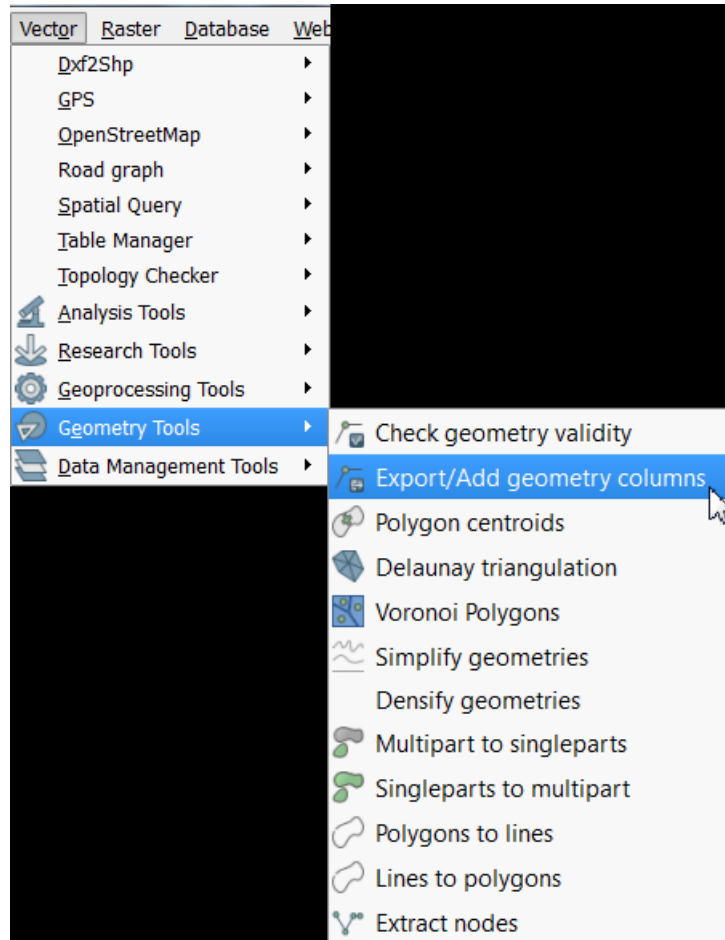 Vector Raster Database Web
Dxf2Shp
GPS
OpenStreetMap
Road graph
Spatial Query
Table Manager
Topology Checker
Analysis Tools
Research Tools
Geoprocessing Tools
Geometry Tools
Data Management Tools
Check geometry validity
Export/Add geometry columns
Polygon centroids
Delaunay triangulation
Voronoi Polygons
Simplify geometries
Densify geometries
Multipart to singleparts
Singleparts to multipart
Polygons to lines
Lines to polygons
Extract nodes